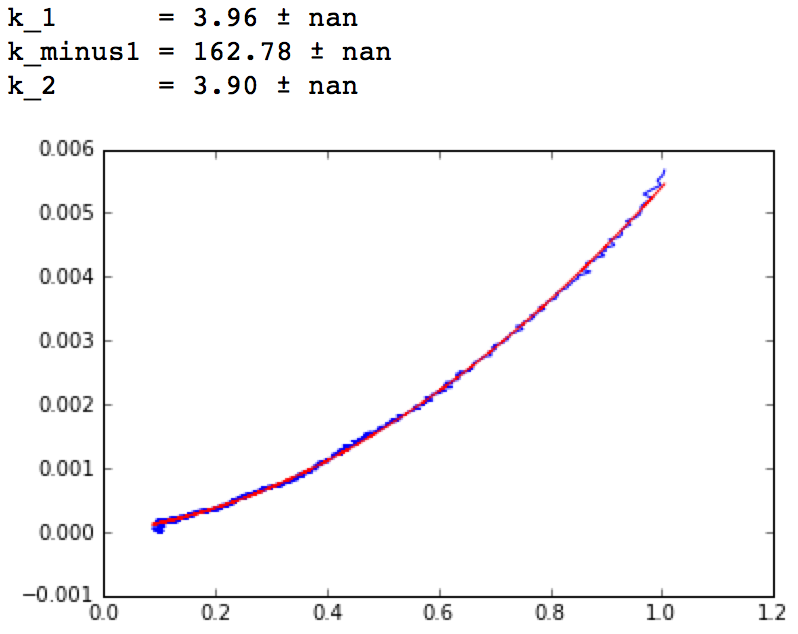 k_1      = 3.96 ± nan
k_minus1 = 162.78 ± nan
k_2      = 3.90 ± nan
0.006
0.005
0.004
0.003
0.002
0.001
0.000
−0.001
0.0 0.2 0.4 0.6 0.8 1.0 1.2